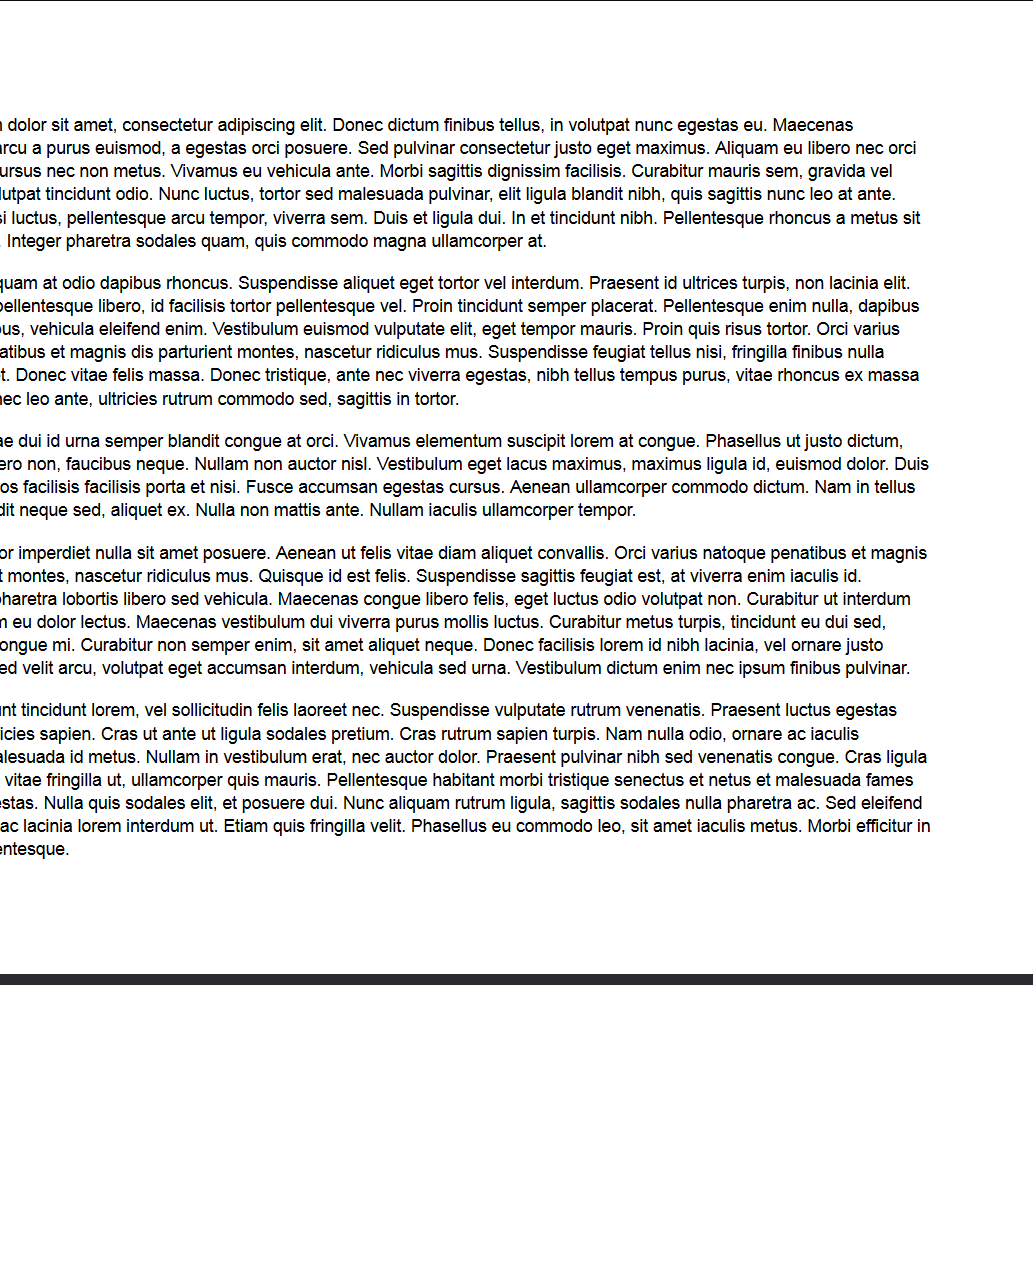 dolor sit amet, consectetur adipiscing elit. Donec dictum finibus tellus, in volutpat nunc egestas eu. Maecenas
a purus euismod, a egestas orci posuere. Sed pulvinar consectetur justo eget maximus. Aliquam eu libero nec orci
nec non metus. Vivamus eu vehicula ante. Morbi sagittis dignissim facilisis. Curabitur mauris sem, gravida vel
tincidunt odio. Nunc luctus, tortor sed malesuada pulvinar, elit ligula blandit nibh, quis sagittis nunc leo at ante.
luctus, pellentesque arcu tempor, viverra sem. Duis et ligula dui. In et tincidunt nibh. Pellentesque rhoncus a metus sit
Integer pharetra sodales quam, quis commodo magna ullamcorper at.
at odio dapibus rhoncus. Suspendisse aliquet eget tortor vel interdum. Praesent id ultrices turpis, non lacinia elit.
pellentesque libero, id facilisis tortor pellentesque vel. Proin tincidunt semper placerat. Pellentesque enim nulla, dapibus
vehicula eleifend enim. Vestibulum euismod vulputate elit, eget tempor mauris. Proin quis risus tortor. Orci varius
et magnis dis parturient montes, nascetur ridiculus mus. Suspendisse feugiat tellus nisi, fringilla finibus nulla
Donec vitae felis massa. Donec tristique, ante nec viverra egestas, nibh tellus tempus purus, vitae rhoncus ex massa
nec leo ante, ultricies rutrum commodo sed, sagittis in tortor.
dui id urna semper blandit congue at orci. Vivamus elementum suscipit lorem at congue. Phasellus ut justo dictum,
non, faucibus neque. Nullam non auctor nisl. Vestibulum eget lacus maximus, maximus ligula id, euismod dolor. Duis
facilisis facilisis porta et nisi. Fusce accumsan egestas cursus. Aenean ullamcorper commodo dictum. Nam in tellus
neque sed, aliquet ex. Nulla non mattis ante. Nullam iaculis ullamcorper tempor.
imperdiet nulla sit amet posuere. Aenean ut felis vitae diam aliquet convallis. Orci varius natoque penatibus et magnis
montes, nascetur ridiculus mus. Quisque id est felis. Suspendisse sagittis feugiat est, at viverra enim iaculis id.
pharetra lobortis libero sed vehicula. Maecenas congue libero felis, eget luctus odio volutpat non. Curabitur ut interdum
eu dolor lectus. Maecenas vestibulum dui viverra purus mollis luctus. Curabitur metus turpis, tincidunt eu dui sed,
congue mi. Curabitur non semper enim, sit amet aliquet neque. Donec facilisis lorem id nibh lacinia, vel ornare justo
velit arcu, volutpat eget accumsan interdum, vehicula sed urna. Vestibulum dictum enim nec ipsum finibus pulvinar.
tincidunt lorem, vel sollicitudin felis laoreet nec. Suspendisse vulputate rutrum venenatis. Praesent luctus egestas
sapien. Cras ut ante ut ligula sodales pretium. Cras rutrum sapien turpis. Nam nulla odio, ornare ac iaculis
id metus. Nullam in vestibulum erat, nec auctor dolor. Praesent pulvinar nibh sed venenatis congue. Cras ligula
vitae fringilla ut, ullamcorper quis mauris. Pellentesque habitant morbi tristique senectus et netus et malesuada fames
Nulla quis sodales elit, et posuere dui. Nunc aliquam rutrum ligula, sagittis sodales nulla pharetra ac. Sed eleifend
ac lacinia lorem interdum ut. Etiam quis fringilla velit. Phasellus eu commodo leo, sit amet iaculis metus. Morbi efficitur in